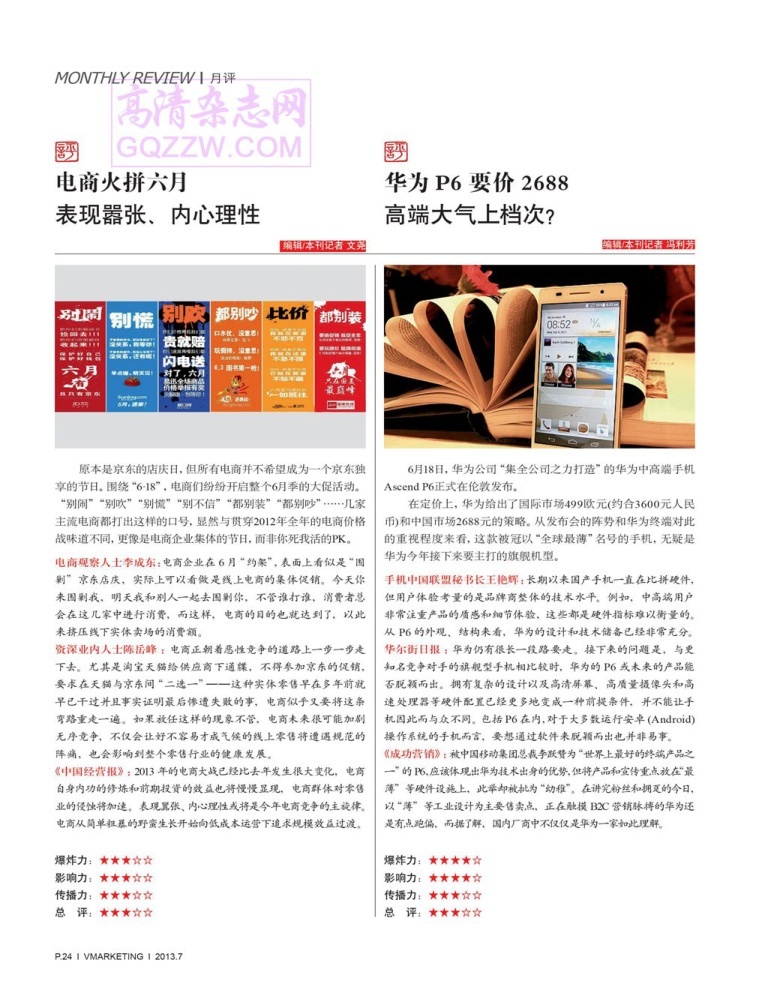 MONTHLY REVIEW | 月评
高清杂志网
GQZZW.COM
评
电商火拼六月
表现嚣张、内心理性
编辑/本刊记者 文尧
别闹
六月
别慌
别吹
贵就赔
闪电送
对了,六月
都别吵
口水仗,没意思!
玩假摔,没意思!
6.3 图书第一枪!
比价
都别装
只在国美
最巅峰
原本是京东的店庆日,但所有电商并不希望成为一个京东独
享的节日。围绕“6·18”,电商们纷纷开启整个6月季的大促活动。
“别闹”“别吹”“别慌”“别不信”“都别装”“都别吵”……几家
主流电商都打出这样的口号,显然与贯穿2012年全年的电商价格
战味道不同,更像是电商企业集体的节日,而非你死我活的PK。
电商观察人士李成东:电商企业在 6 月“约架”,表面上看似是“围
剿”京东店庆,实际上可以看做是线上电商的集体促销。今天你
来围剿我,明天我和别人一起去围剿你,不管谁打谁,消费者总
会在这几家中进行消费,而这样,电商的目的也就达到了,以此
来挤压线下实体卖场的消费额。
资深业内人士陈岳峰:电商正朝着恶性竞争的道路上一步一步走
下去。尤其是淘宝天猫给供应商下通牒,不得参加京东的促销,
要求在天猫与京东间“二选一”——这种实体零售早在多年前就
早已干过并且事实证明最后惨遭失败的事,电商似乎又要将这条
弯路重走一遍。如果放任这样的现象不管,电商未来很可能加剧
无序竞争,不仅会让好不容易才成气候的线上零售将遭遇规范的
阵痛,也会影响到整个零售行业的健康发展。
《中国经营报》:2013 年的电商大战已经比去年发生很大变化,电商
自身内功的修炼和前期投资的效益也将慢慢显现,电商群体对零售
业的侵蚀将加速。表现嚣张、内心理性或将是今年电商竞争的主旋律。
电商从简单粗暴的野蛮生长开始向低成本运营下追求规模效益过渡。
爆炸力:★★★☆☆
影响力:★★★☆☆
传播力:★★★☆☆
总 评:★★★☆☆
评
华为 P6 要价 2688
高端大气上档次?
编辑/本刊记者 冯利芳
08:52
6月18日,华为公司“集全公司之力打造”的华为中高端手机
Ascend P6正式在伦敦发布。
在定价上,华为给出了国际市场499欧元(约合3600元人民
币)和中国市场2688元的策略。从发布会的阵势和华为终端对此
的重视程度来看,这款被冠以“全球最薄”名号的手机,无疑是
华为今年接下来要主打的旗舰机型。
手机中国联盟秘书长王艳辉:长期以来国产手机一直在比拼硬件,
但用户体验考量的是品牌商整体的技术水平。例如,中高端用户
非常注重产品的质感和细节体验,这些都是硬件指标难以衡量的。
从 P6 的外观、结构来看,华为的设计和技术储备已经非常充分。
华尔街日报:华为仍有很长一段路要走。接下来的问题是,与更
知名竞争对手的旗舰型手机相比较时,华为的 P6 或未来的产品能
否脱颖而出。拥有复杂的设计以及高清屏幕、高质量摄像头和高
速处理器等硬件配置已经更多地变成一种前提条件,并不能让手
机因此而与众不同。包括 P6 在内,对于大多数运行安卓 (Android)
操作系统的手机而言,要想通过软件来脱颖而出也并非易事。
《成功营销》:被中国移动集团总裁李跃赞为“世界上最好的终端产品之
一”的 P6,应该体现出华为技术出身的优势,但将产品和宣传重点放在“最
薄”等硬件设施上,此举却被批为“幼稚”。在讲究粉丝和拥趸的今日,
以“薄”等工业设计为主要售卖点,正在触摸 B2C 营销脉搏的华为还
是有点跑偏,而据了解,国内厂商中不仅仅是华为一家如此理解。
爆炸力:★★★★☆
影响力:★★★★☆
传播力:★★★☆☆
总 评:★★★☆☆
P.24 | VMARKETING | 2013.7